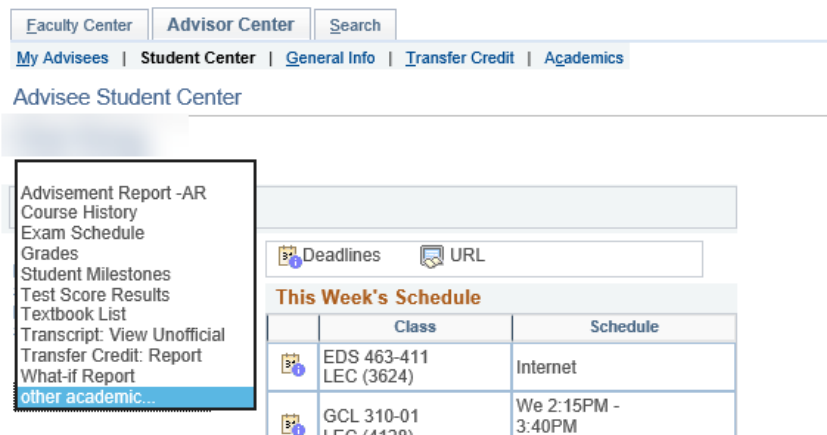 Faculty Center Advisor Center Search
My Advisees | Student Center | General Info | Transfer Credit | Academics
Advisee Student Center
Advisement Report -AR
Course History
Exam Schedule
Grades
Student Milestones
Test Score Results
Textbook List
Transcript: View Unofficial
Transfer Credit: Report
What-if Report
other academic...
Deadlines URL
This Week's Schedule
Class Schedule
EDS 463-411
LEC (3624)
Internet
GCL 310-01
LEC (4128)
We 2:15PM -
3:40PM